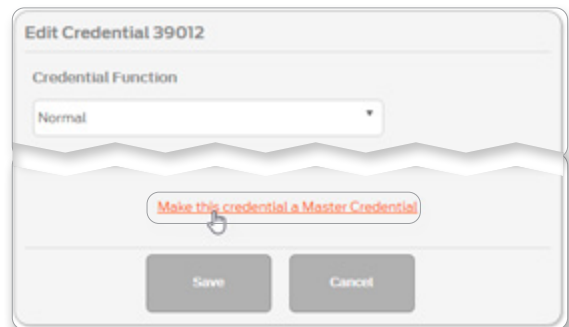 Edit Credential 39012
Credential Function
Normal
Make this credential a Master Credential
Save
Cancel